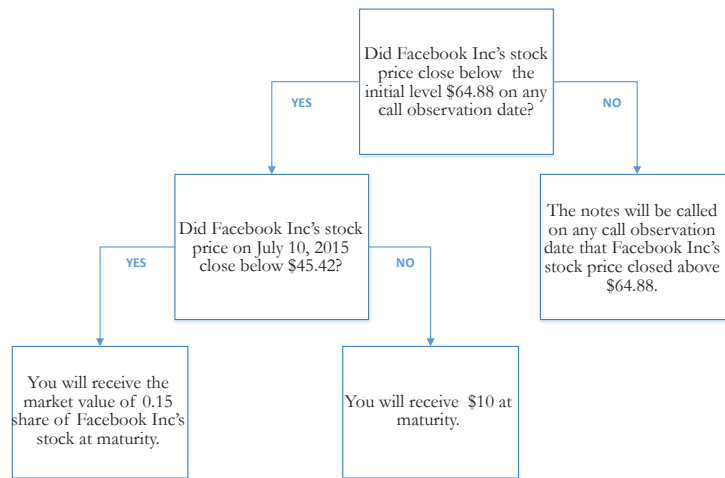 Did Facebook Inc's stock
price close below the
initial level $64.88 on any
call observation date?
YES
NO
Did Facebook Inc's stock
price on July 10, 2015
close below $45.42?
The notes will be called
on any call observation
date that Facebook Inc's
stock price closed above
$64.88.
YES
NO
You will receive the
market value of 0.15
share of Facebook Inc's
stock at maturity.
You will receive $10 at
maturity.